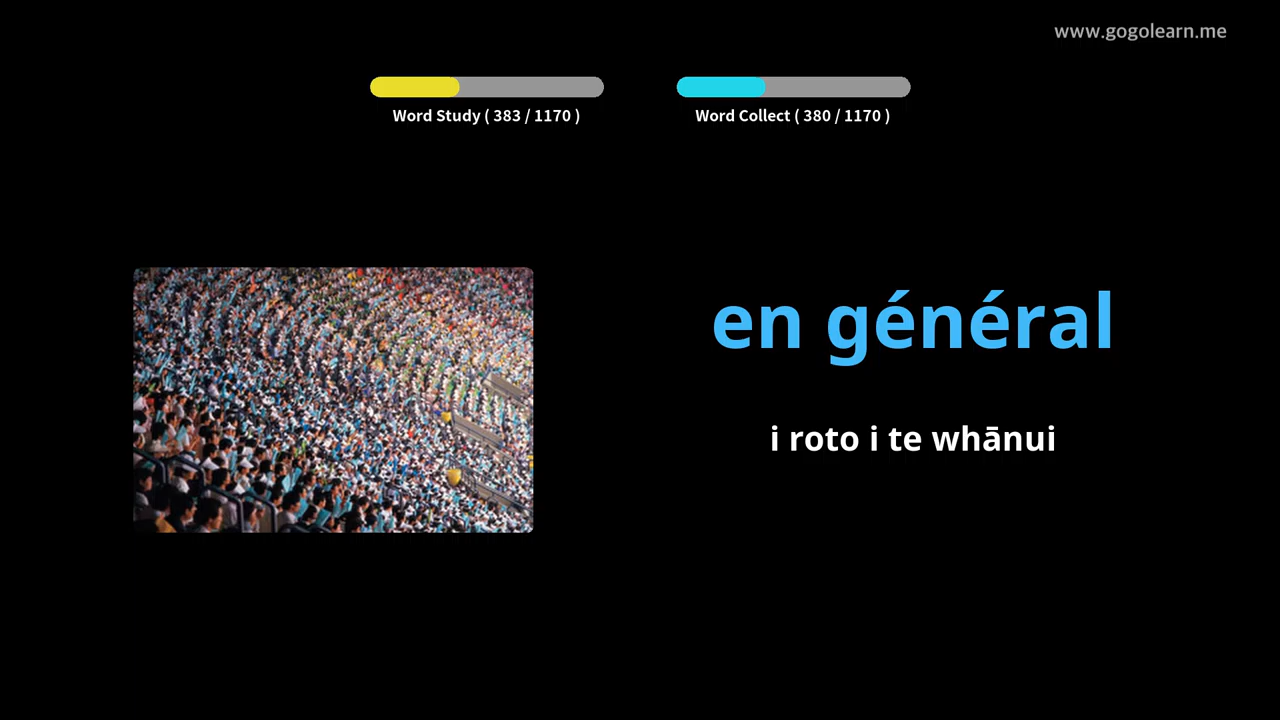 www.gogolearn.me
Word Study ( 383 / 1170 )
Word Collect ( 380 / 1170 )
en général
i roto i te whānui